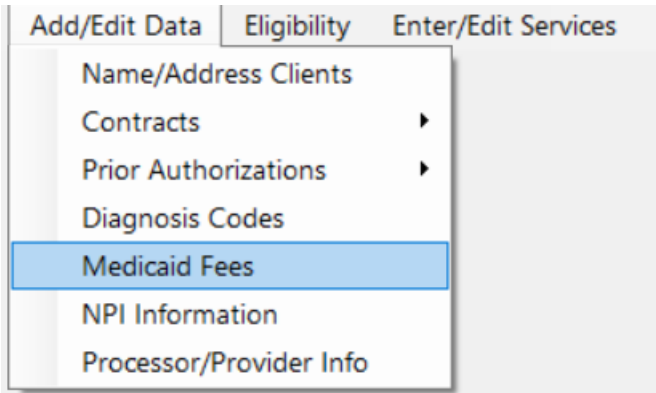 Add/Edit Data Eligibility Enter/Edit Services
Name/Address Clients
Contracts
Prior Authorizations
Diagnosis Codes
Medicaid Fees
NPI Information
Processor/Provider Info